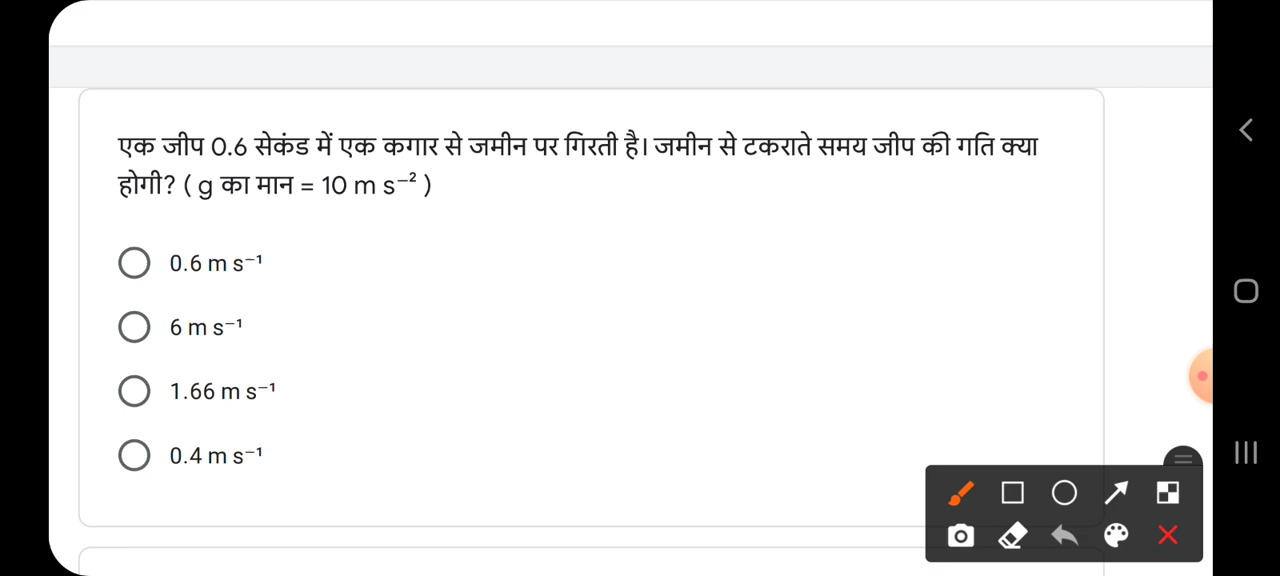 एक जीप 0.6 सेकंड में एक कगार से जमीन पर गिरती है। जमीन से टकराते समय जीप की गति क्या
होगी? ( g का मान = 10 m s⁻² )
0.6 m s⁻¹
6 m s⁻¹
1.66 m s⁻¹
0.4 m s⁻¹